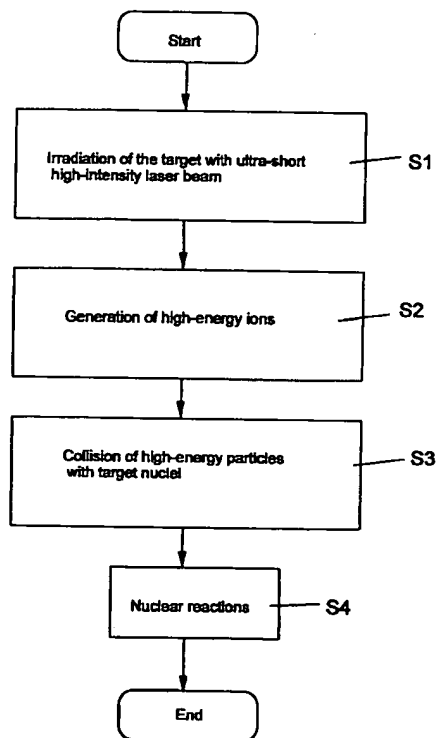 Start
Irradiation of the target with ultra-short
high-intensity laser beam
S1
Generation of high-energy ions
S2
Collision of high-energy particles
with target nuclei
S3
Nuclear reactions
S4
End